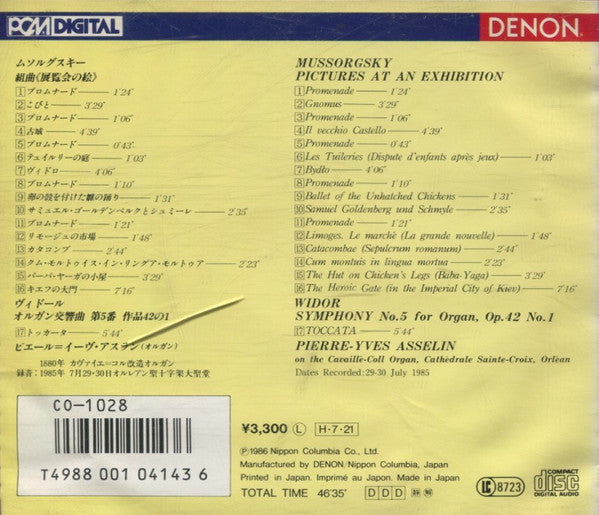 PCM DIGITAL
DENON
ムソルグスキー
組曲《展覧会の絵》
1 プロムナード 1'24"
2 こびと 3'29"
3 プロムナード 1'06"
4 古城 4'39"
5 プロムナード 0'43"
6 テュイルリーの庭 1'03"
7 ヴィドロ 4'06"
8 プロムナード 1'10"
9 卵の殻を付けた雛の踊り 1'31"
10 サミュエル・ゴールデンベルクとシュミーレ 2'35"
11 プロムナード 1'21"
12 リモージュの市場 1'48"
13 カタコンブ 2'44"
14 クム・モルトゥイス・イン・リングア・モルトゥア 2'23"
15 バーバ・ヤーガの小屋 3'29"
16 キエフの大門 7'16"
ヴィドール
オルガン交響曲 第5番 作品42の1
17 トッカータ 5'44"
ピエール=イーヴ・アスラン(オルガン)
1880年 カヴァイエ=コル改造オルガン
録音:1985年 7月29・30日オルレアン聖十字架大聖堂
MUSSORGSKY
PICTURES AT AN EXHIBITION
1 Promenade 1'24"
2 Gnomus 3'29"
3 Promenade 1'06"
4 Il vecchio Castello 4'39"
5 Promenade 0'43"
6 Les Tuileries (Dispute d'enfants après jeux) 1'03"
7 Bydło 4'06"
8 Promenade 1'10"
9 Ballet of the Unhatched Chickens 1'31"
10 Samuel Goldenberg und Schmyle 2'35"
11 Promenade 1'21"
12 Limoges. Le marchè (La grande nouvelle) 1'48"
13 Catacombae (Sepulcrum romanum) 2'44"
14 Cum montuis in lingua mortua 2'23"
15 The Hut on Chicken's Legs (Bàba-Yaga) 3'29"
16 The Heroic Gate (in the Imperial City of Kiev) 7'16"
WIDOR
SYMPHONY No.5 for Organ, Op.42 No.1
17 TOCCATA 5'44"
PIERRE-YVES ASSELIN
on the Cavaille-Coll Organ, Cathedrale Sainte-Croix, Orlèan
Dates Recorded:29-30 July 1985
CO-1028
T4988 001 04143 6
¥3,300 Ⓛ H・7・21
Ⓟ1986 Nippon Columbia Co., Ltd.
Manufactured by DENON/Nippon Columbia, Japan
Printed in Japan. Imprimé au Japon. Made in Japan
TOTAL TIME 46'35" D D D
LC 8723
COMPACT
disc
DIGITAL AUDIO